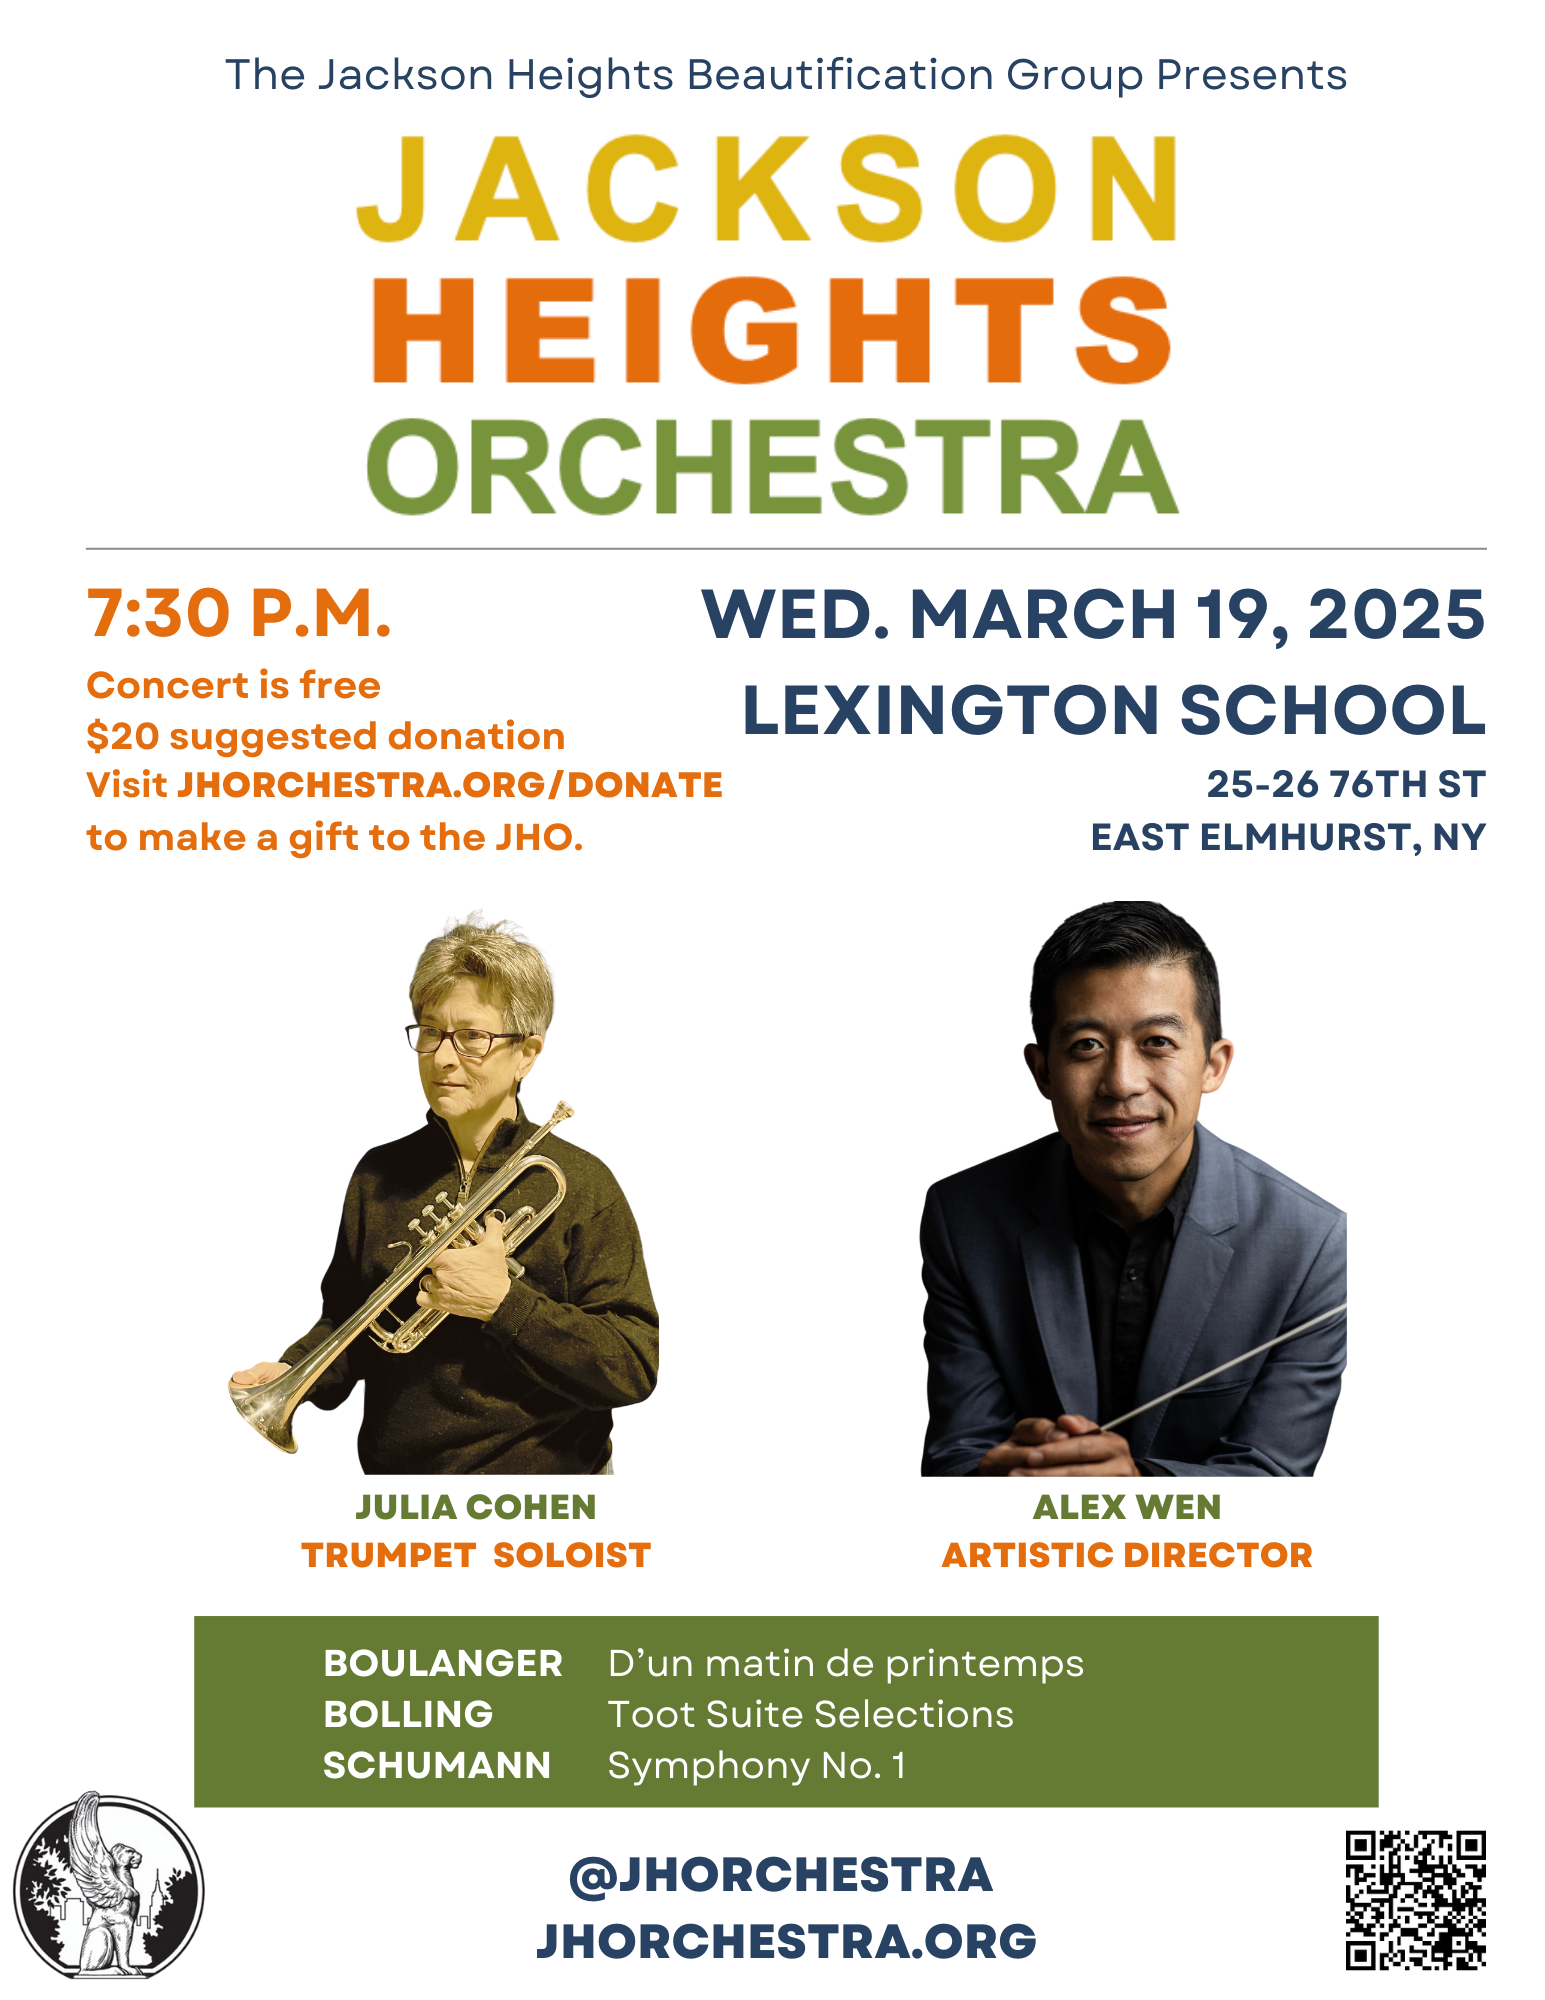 The Jackson Heights Beautification Group Presents
JACKSON
HEIGHTS
ORCHESTRA
7:30 P.M.
Concert is free
$20 suggested donation
Visit JHORCHESTRA.ORG/DONATE
to make a gift to the JHO.
WED. MARCH 19, 2025
LEXINGTON SCHOOL
25-26 76TH ST
EAST ELMHURST, NY
JULIA COHEN
TRUMPET SOLOIST
ALEX WEN
ARTISTIC DIRECTOR
BOULANGER D’un matin de printemps
BOLLING Toot Suite Selections
SCHUMANN Symphony No. 1
@JHORCHESTRA
JHORCHESTRA.ORG